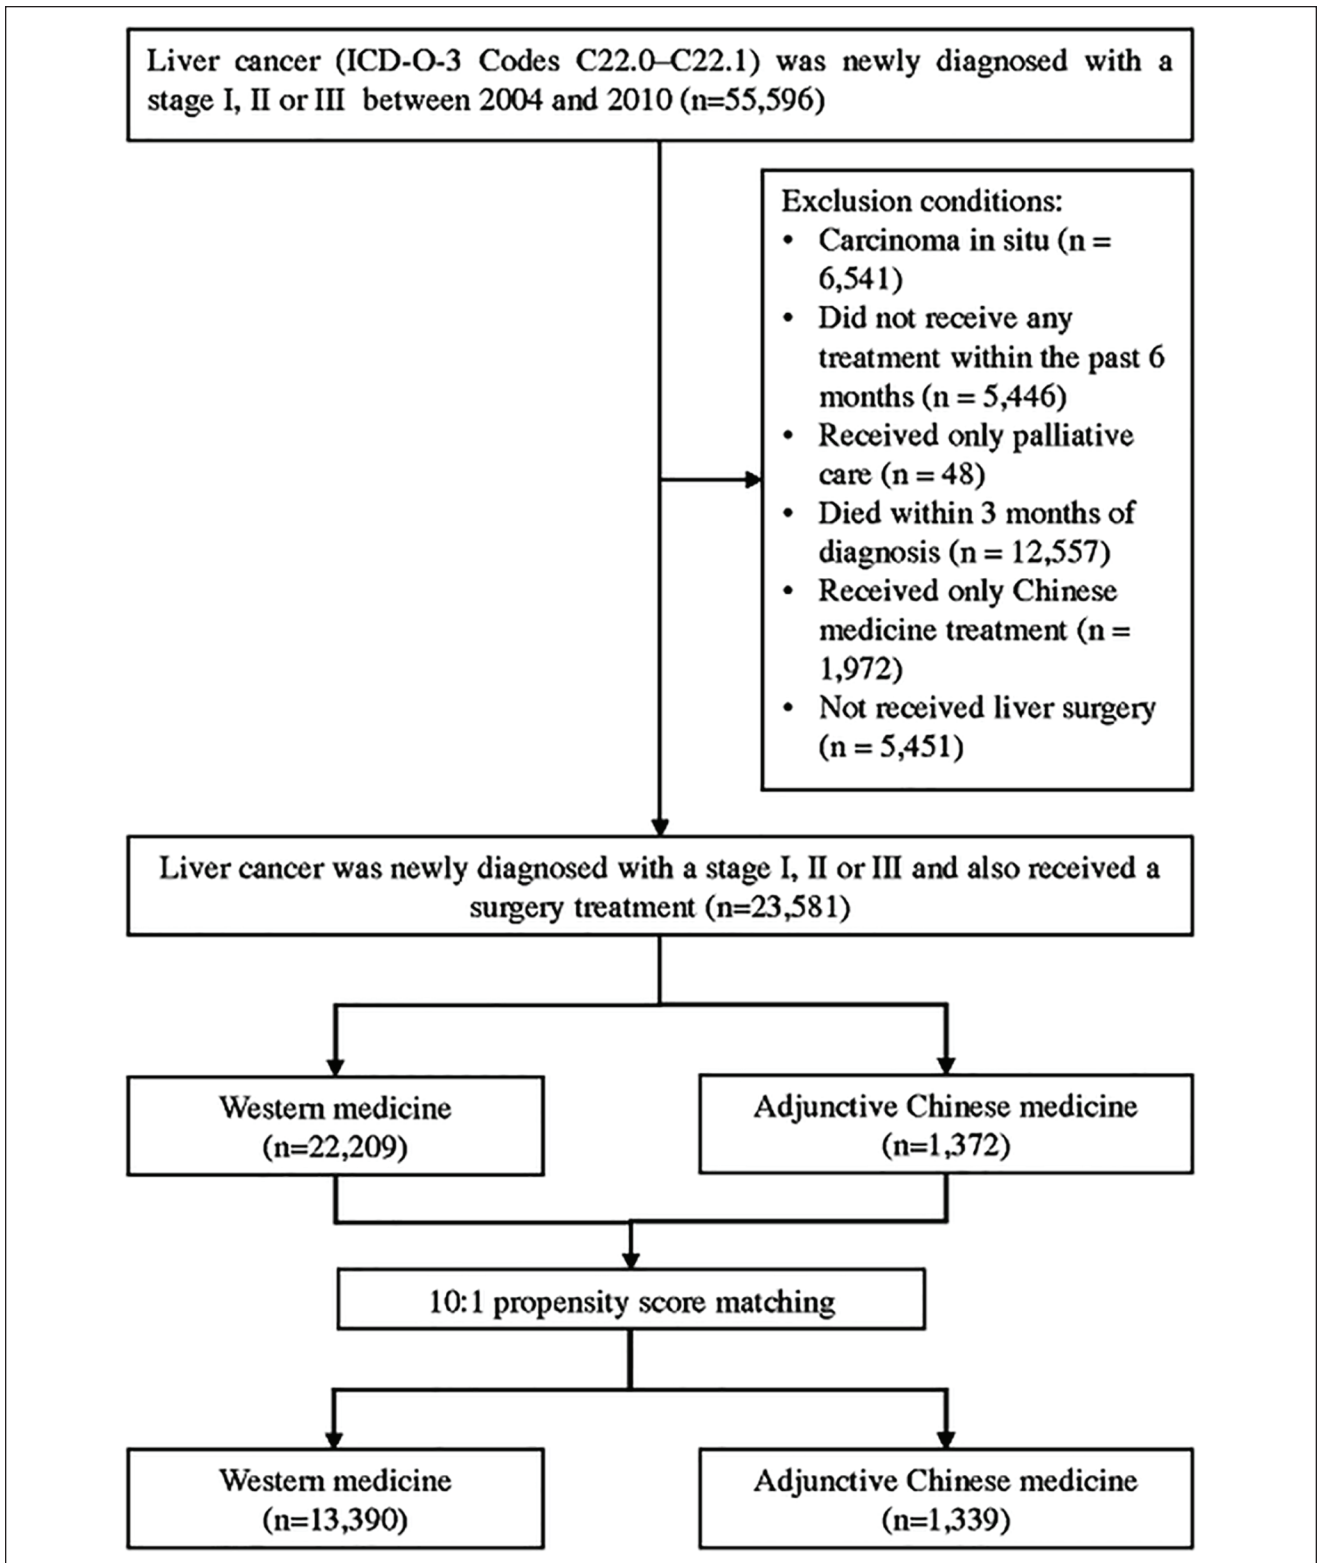 Liver cancer (ICD-O-3 Codes C22.0–C22.1) was newly diagnosed with a
stage I, II or III between 2004 and 2010 (n=55,596)
Exclusion conditions:
• Carcinoma in situ (n =
6,541)
• Did not receive any
treatment within the past 6
months (n = 5,446)
• Received only palliative
care (n = 48)
• Died within 3 months of
diagnosis (n = 12,557)
• Received only Chinese
medicine treatment (n =
1,972)
• Not received liver surgery
(n = 5,451)
Liver cancer was newly diagnosed with a stage I, II or III and also received a
surgery treatment (n=23,581)
Western medicine
(n=22,209)
Adjunctive Chinese medicine
(n=1,372)
10:1 propensity score matching
Western medicine
(n=13,390)
Adjunctive Chinese medicine
(n=1,339)